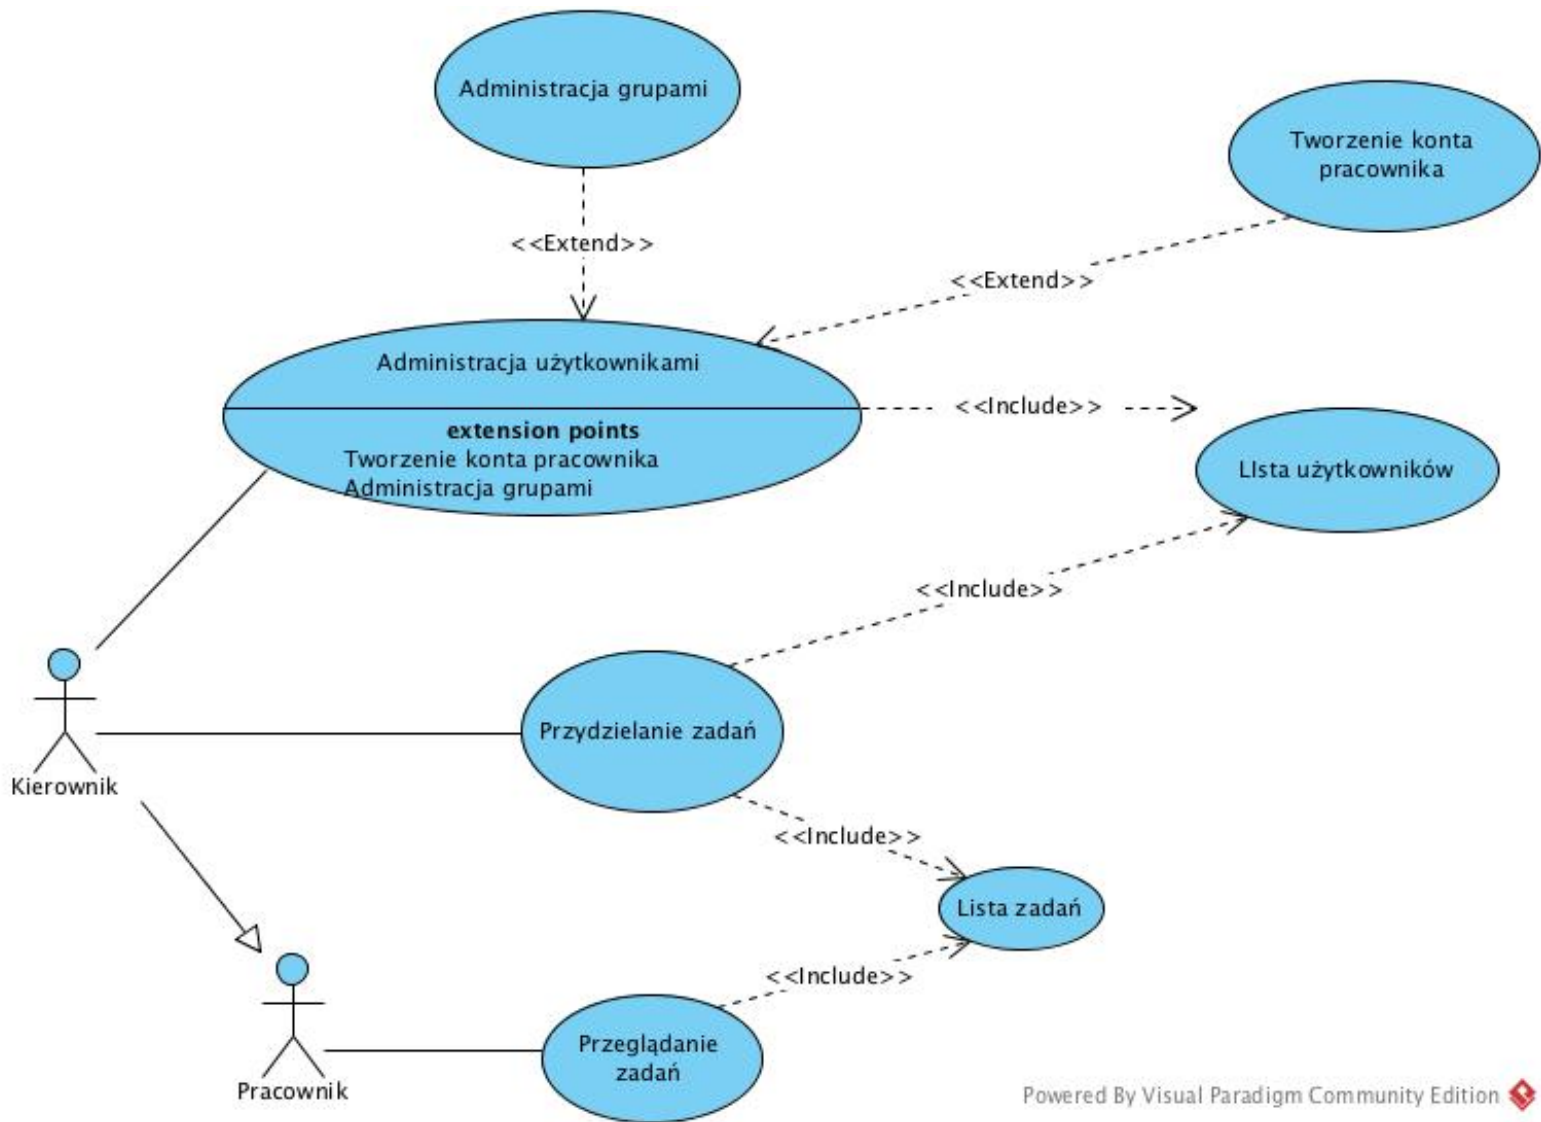 Administracja grupami
Tworzenie konta
pracownika
<<Extend>>
<<Extend>>
Administracja użytkownikami
<<Include>>
extension points
Tworzenie konta pracownika
Administracja grupami
LIsta użytkowników
<<Include>>
Przydzielanie zadań
Kierownik
<<Include>>
Lista zadań
<<Include>>
Przeglądanie
zadań
Pracownik
Powered By Visual Paradigm Community Edition